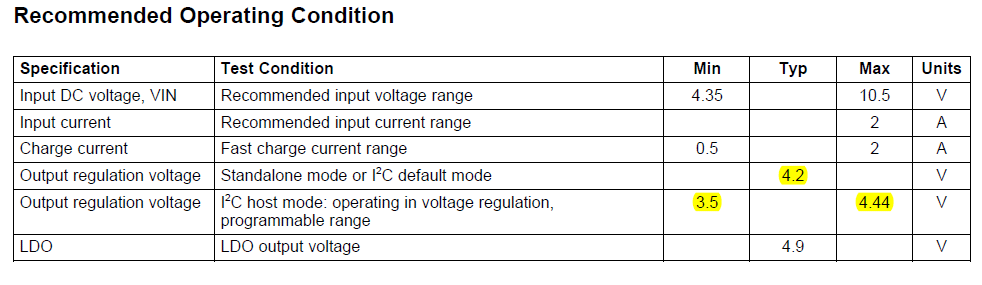 Recommended Operating Condition
Specification Test Condition Min Typ Max Units
Input DC voltage, VIN Recommended input voltage range 4.35 10.5 V
Input current Recommended input current range 2 A
Charge current Fast charge current range 0.5 2 A
Output regulation voltage Standalone mode or I²C default mode 4.2 V
Output regulation voltage I²C host mode: operating in voltage regulation, 3.5 4.44 V
programmable range
LDO LDO output voltage 4.9 V